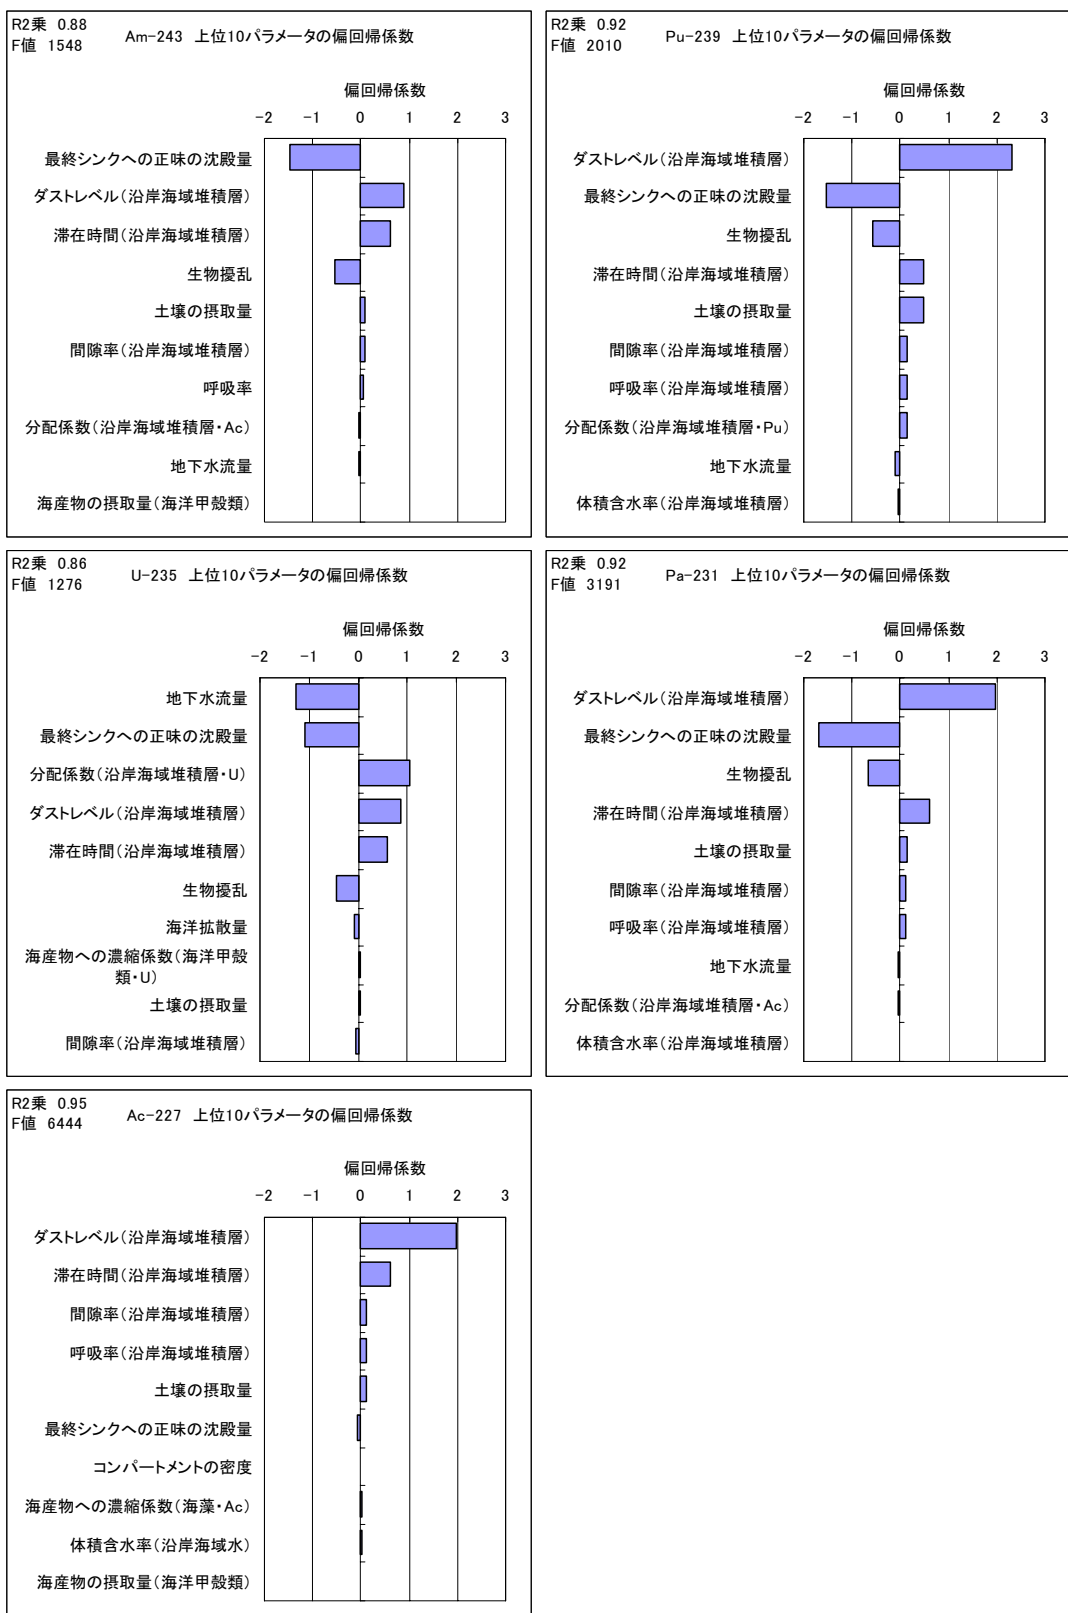 R2乗 0.88
F値 1548
Am-243 上位10パラメータの偏回帰係数
偏回帰係数
-2 -1 0 1 2 3
最終シンクへの正味の沈殿量
ダストレベル(沿岸海域堆積層)
滞在時間(沿岸海域堆積層)
生物擾乱
土壌の摂取量
間隙率(沿岸海域堆積層)
呼吸率
分配係数(沿岸海域堆積層・Ac)
地下水流量
海産物の摂取量(海洋甲殻類)
R2乗 0.92
F値 2010
Pu-239 上位10パラメータの偏回帰係数
偏回帰係数
-2 -1 0 1 2 3
ダストレベル(沿岸海域堆積層)
最終シンクへの正味の沈殿量
生物擾乱
滞在時間(沿岸海域堆積層)
土壌の摂取量
間隙率(沿岸海域堆積層)
呼吸率(沿岸海域堆積層)
分配係数(沿岸海域堆積層・Pu)
地下水流量
体積含水率(沿岸海域堆積層)
R2乗 0.86
F値 1276
U-235 上位10パラメータの偏回帰係数
偏回帰係数
-2 -1 0 1 2 3
地下水流量
最終シンクへの正味の沈殿量
分配係数(沿岸海域堆積層・U)
ダストレベル(沿岸海域堆積層)
滞在時間(沿岸海域堆積層)
生物擾乱
海洋拡散量
海産物への濃縮係数(海洋甲殻
類・U)
土壌の摂取量
間隙率(沿岸海域堆積層)
R2乗 0.92
F値 3191
Pa-231 上位10パラメータの偏回帰係数
偏回帰係数
-2 -1 0 1 2 3
ダストレベル(沿岸海域堆積層)
最終シンクへの正味の沈殿量
生物擾乱
滞在時間(沿岸海域堆積層)
土壌の摂取量
間隙率(沿岸海域堆積層)
呼吸率(沿岸海域堆積層)
地下水流量
分配係数(沿岸海域堆積層・Ac)
体積含水率(沿岸海域堆積層)
R2乗 0.95
F値 6444
Ac-227 上位10パラメータの偏回帰係数
偏回帰係数
-2 -1 0 1 2 3
ダストレベル(沿岸海域堆積層)
滞在時間(沿岸海域堆積層)
間隙率(沿岸海域堆積層)
呼吸率(沿岸海域堆積層)
土壌の摂取量
最終シンクへの正味の沈殿量
コンパートメントの密度
海産物への濃縮係数(海藻・Ac)
体積含水率(沿岸海域水)
海産物の摂取量(海洋甲殻類)